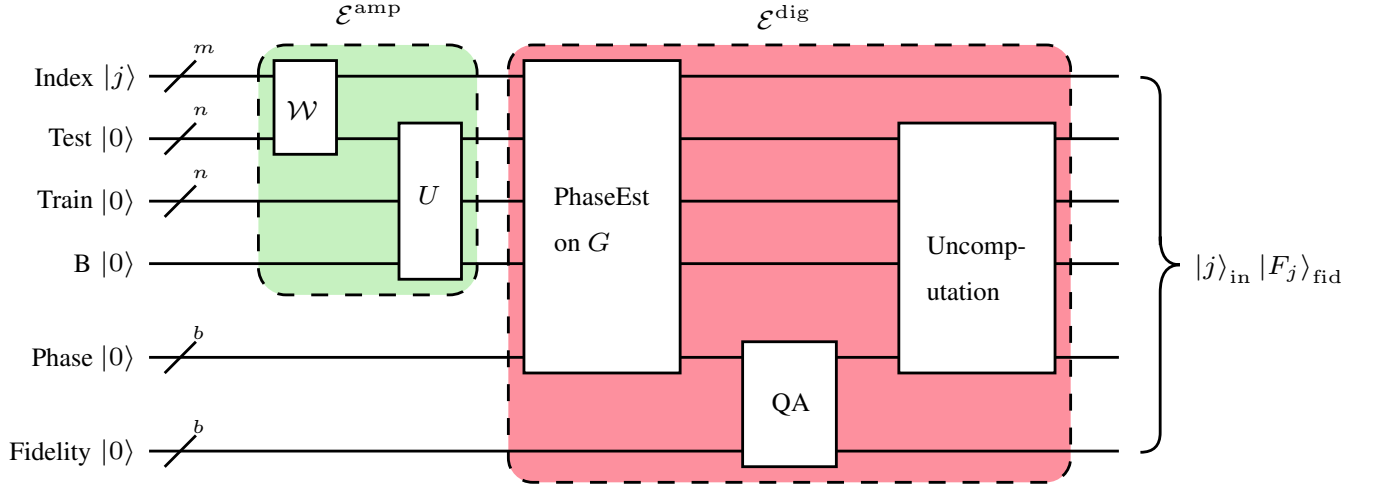 ℰ^amp
ℰ^dig
Index |j⟩ m
𝒲
Test |0⟩ n
Train |0⟩ n
U
PhaseEst
on G
B |0⟩
Uncomp-
utation
|j⟩_in |F_j⟩_fid
Phase |0⟩ b
QA
Fidelity |0⟩ b